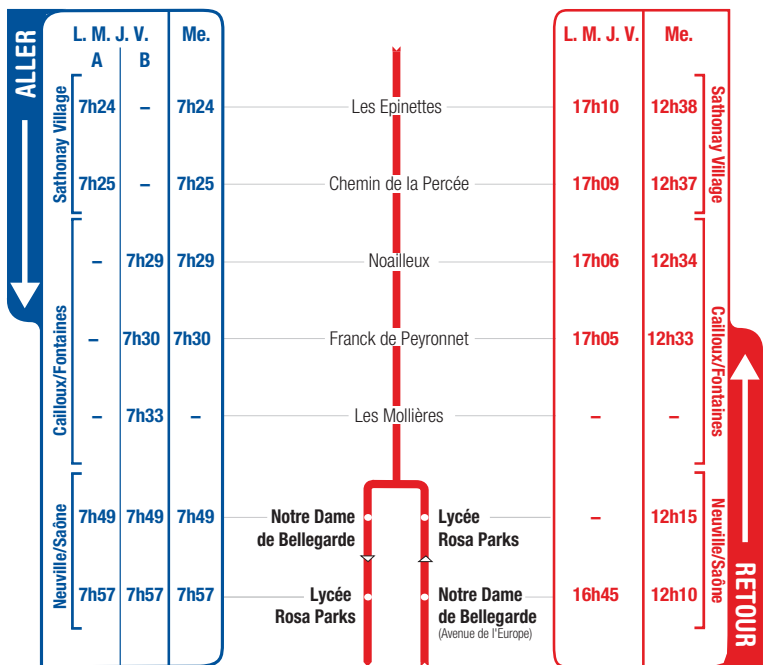 ALLER
L. M. J. V. Me.
A B
Sathonay Village
7h24 – 7h24 Les Epinettes 17h10 12h38
7h25 – 7h25 Chemin de la Percée 17h09 12h37
Cailloux/Fontaines
– 7h29 7h29 Noailleux 17h06 12h34
– 7h30 7h30 Franck de Peyronnet 17h05 12h33
– 7h33 – Les Mollières – –
Neuville/Saône
7h49 7h49 7h49 Notre Dame Lycée – 12h15
de Bellegarde Rosa Parks
7h57 7h57 7h57 Lycée Notre Dame 16h45 12h10
Rosa Parks de Bellegarde
(Avenue de l'Europe)
L. M. J. V. Me.
Sathonay Village
Cailloux/Fontaines
Neuville/Saône
RETOUR